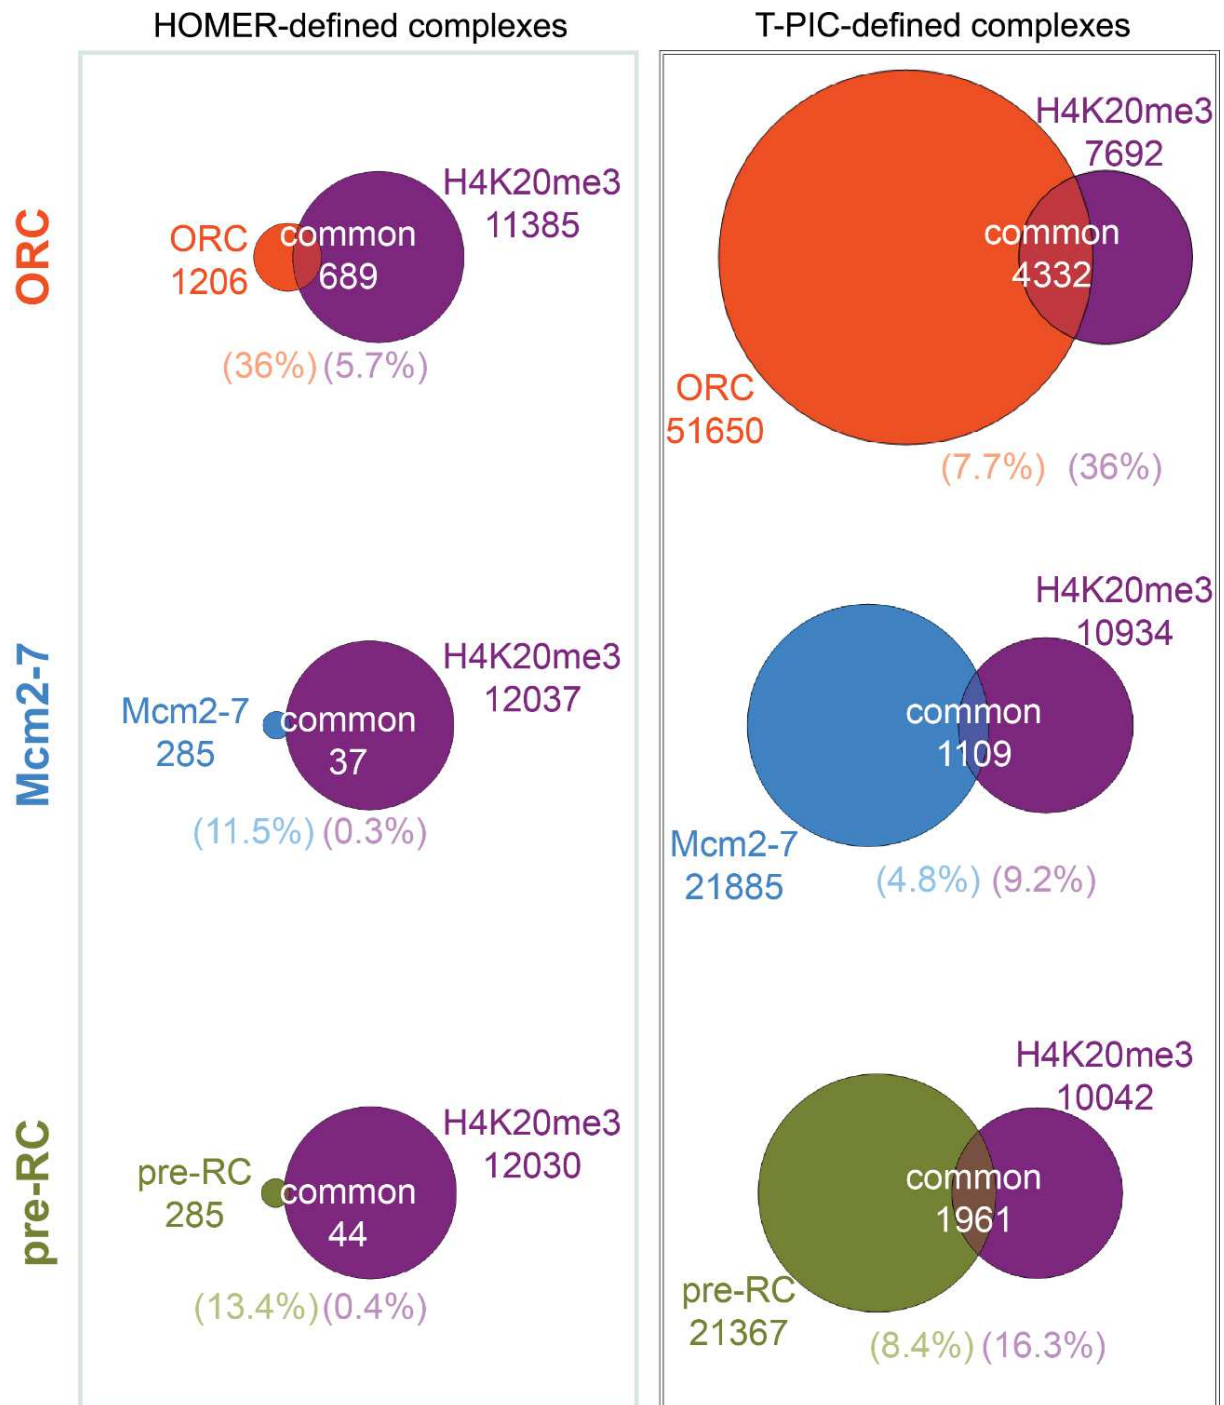 HOMER-defined complexes
T-PIC-defined complexes
ORC
ORC
1206
common
689
H4K20me3
11385
(36%) (5.7%)
H4K20me3
7692
common
4332
ORC
51650
(7.7%) (36%)
Mcm2-7
Mcm2-7
285
common
37
H4K20me3
12037
(11.5%) (0.3%)
H4K20me3
10934
common
1109
Mcm2-7
21885
(4.8%) (9.2%)
pre-RC
pre-RC
285
common
44
H4K20me3
12030
(13.4%) (0.4%)
H4K20me3
10042
common
1961
pre-RC
21367
(8.4%) (16.3%)